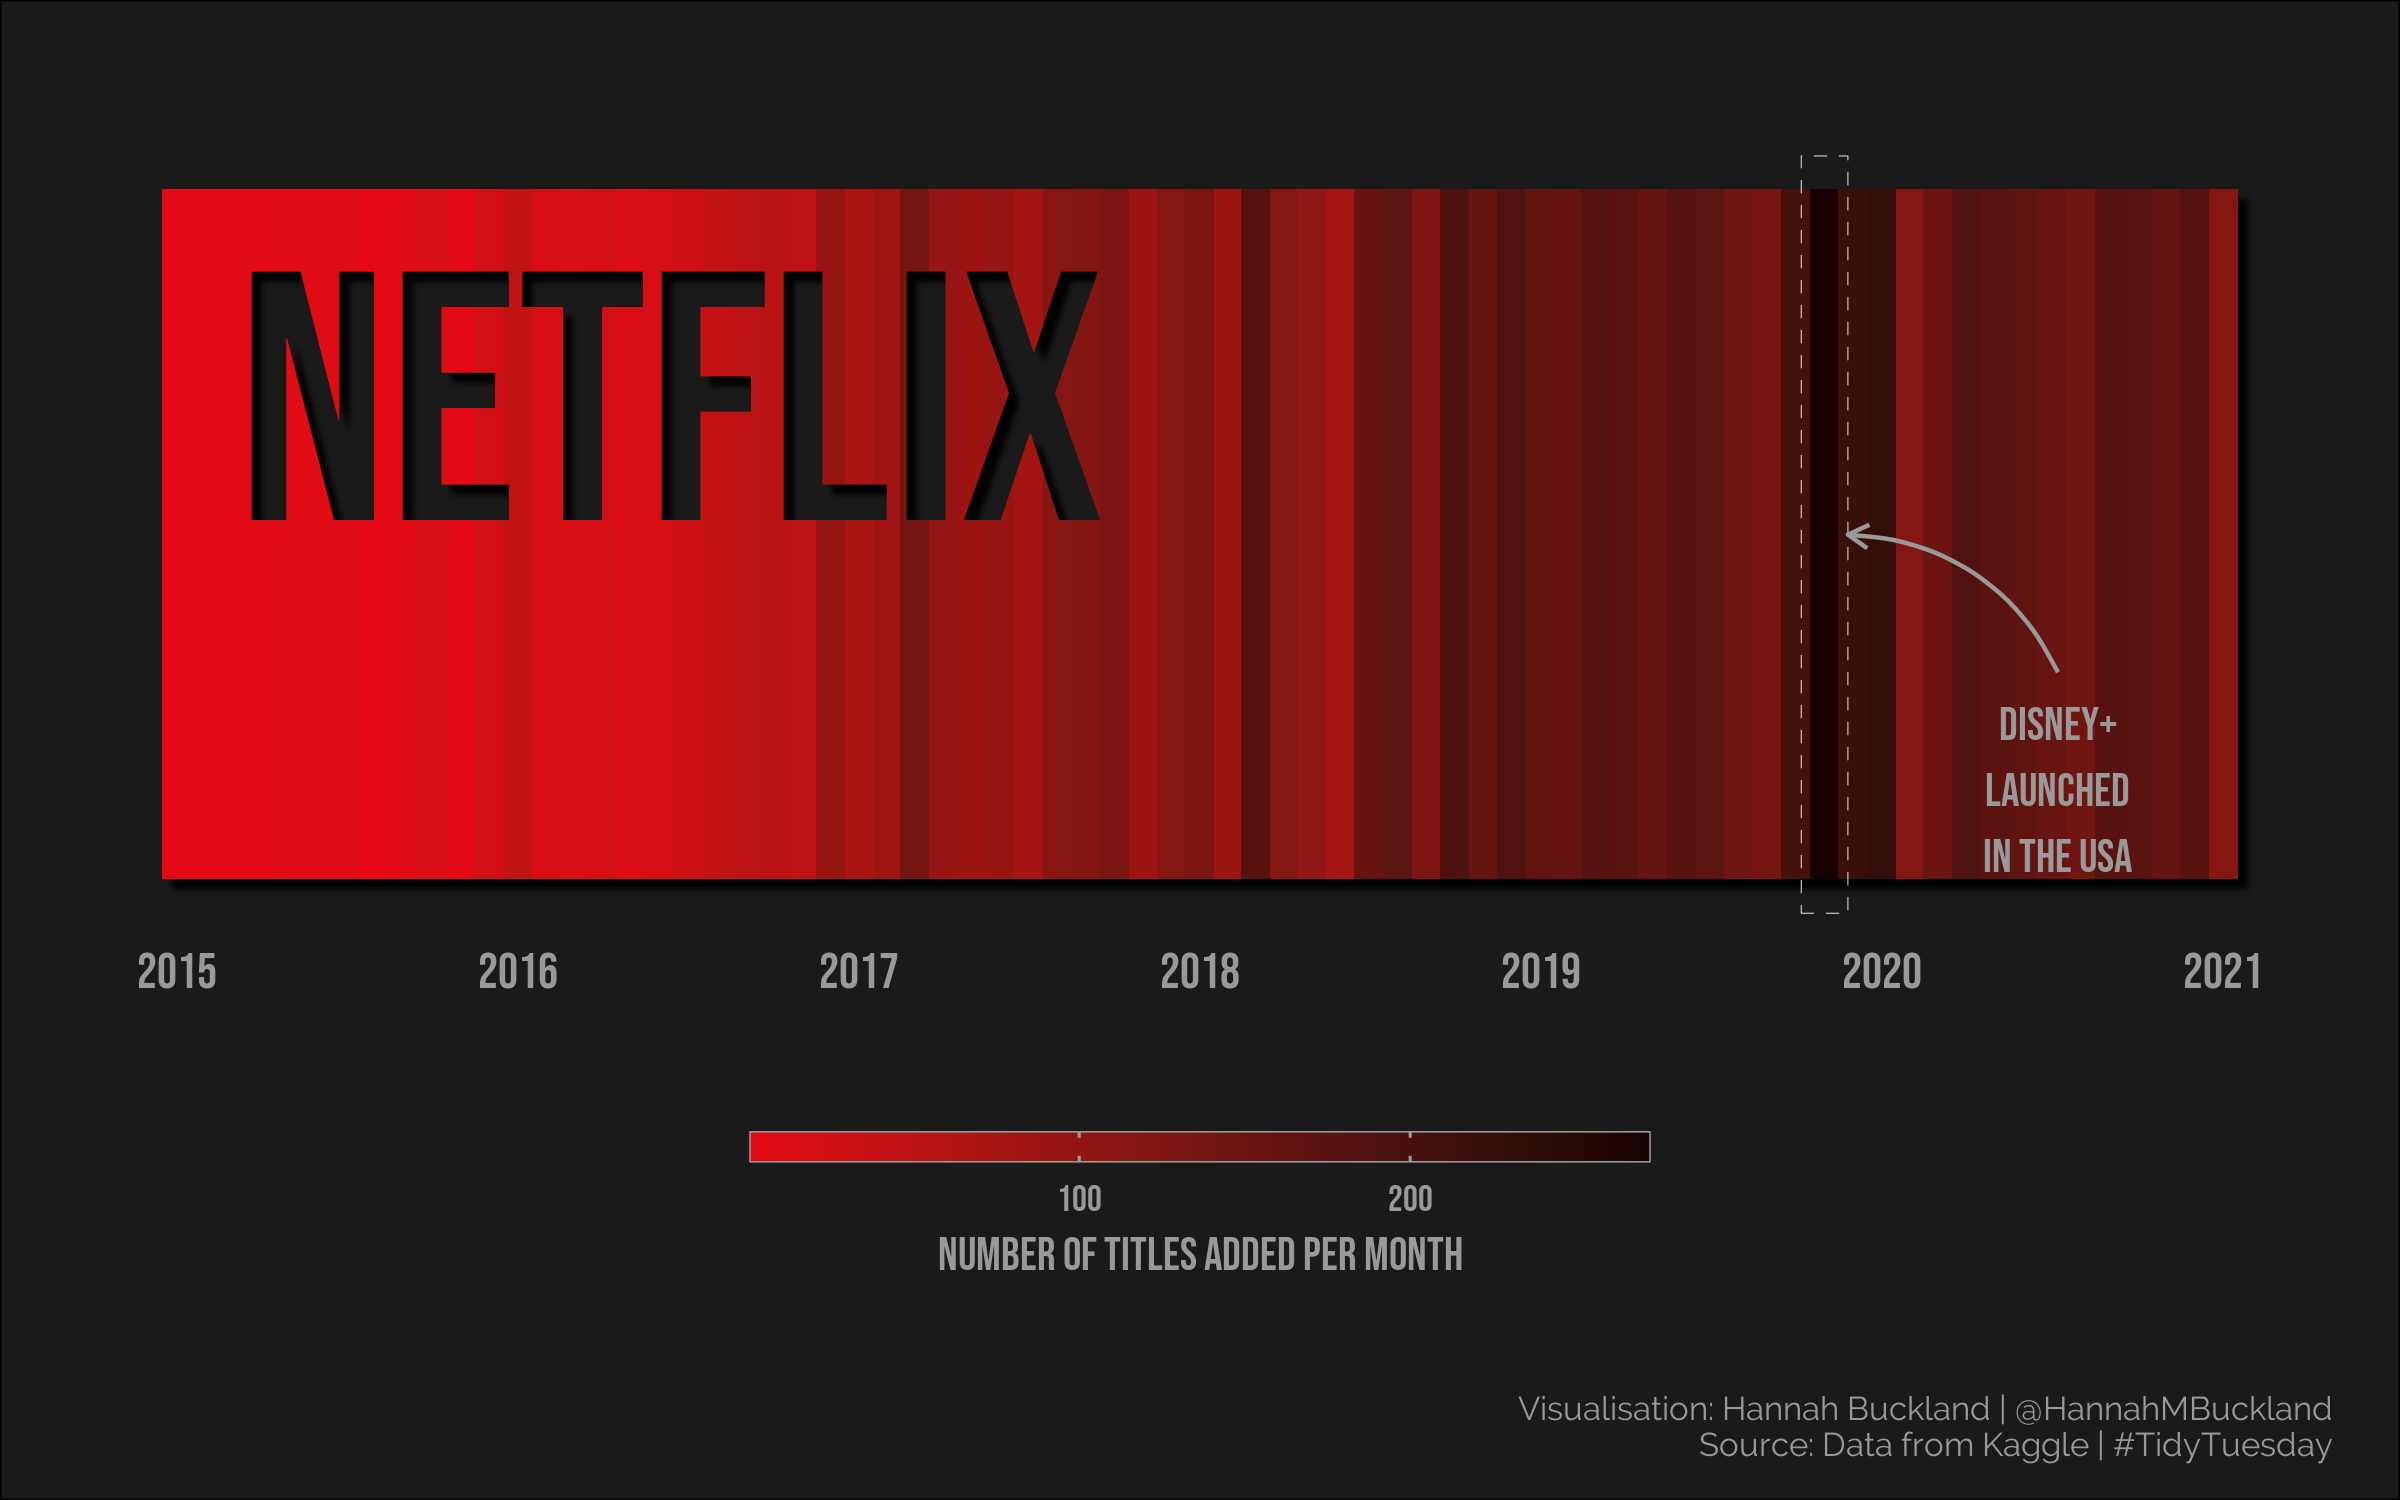 NETFLIX
DISNEY+
LAUNCHED
IN THE USA
2015 2016 2017 2018 2019 2020 2021
100 200
NUMBER OF TITLES ADDED PER MONTH
Visualisation: Hannah Buckland | @HannahMBuckland
Source: Data from Kaggle | #TidyTuesday